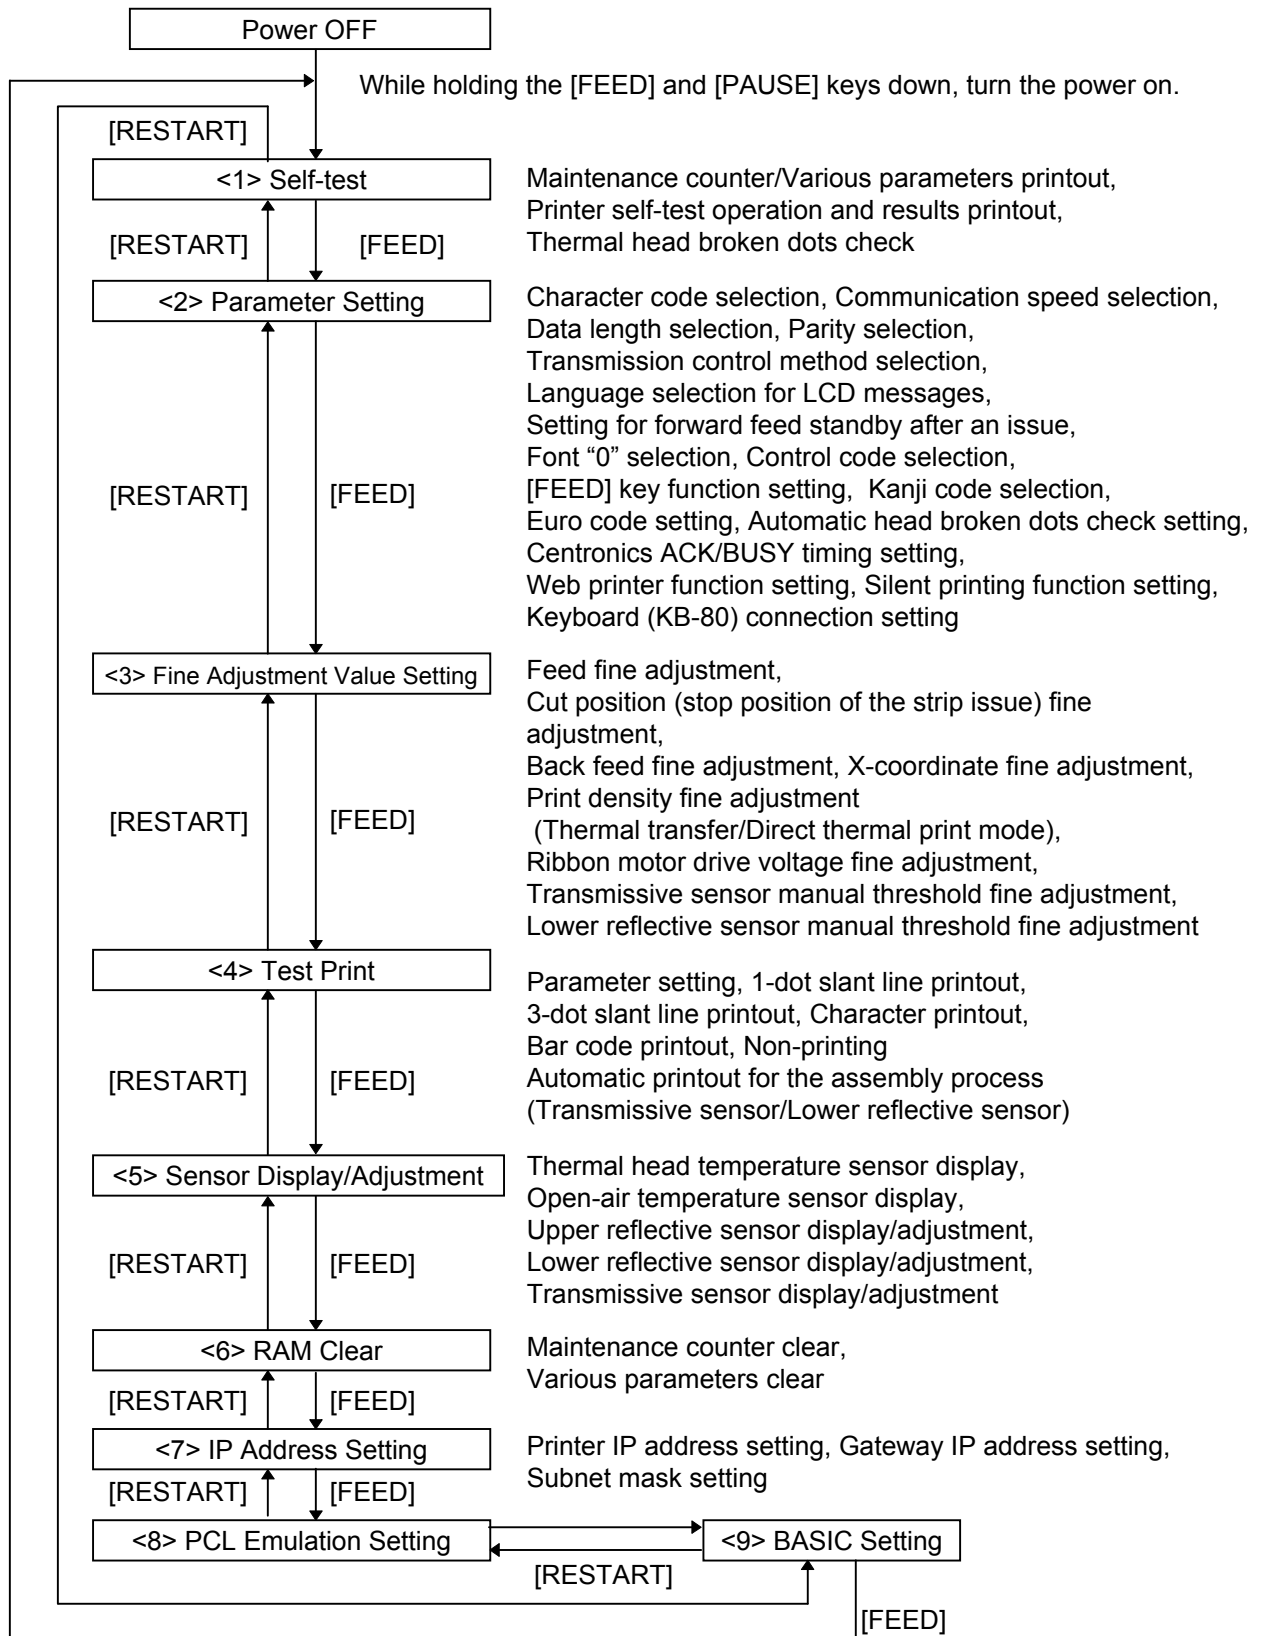 Power OFF
While holding the [FEED] and [PAUSE] keys down, turn the power on.
[RESTART]
<1> Self-test
Maintenance counter/Various parameters printout,
Printer self-test operation and results printout,
Thermal head broken dots check
[RESTART]
[FEED]
<2> Parameter Setting
Character code selection, Communication speed selection,
Data length selection, Parity selection,
Transmission control method selection,
Language selection for LCD messages,
Setting for forward feed standby after an issue,
Font “0” selection, Control code selection,
[FEED] key function setting,  Kanji code selection,
Euro code setting, Automatic head broken dots check setting,
Centronics ACK/BUSY timing setting,
Web printer function setting, Silent printing function setting,
Keyboard (KB-80) connection setting
[RESTART]
[FEED]
<3> Fine Adjustment Value Setting
Feed fine adjustment,
Cut position (stop position of the strip issue) fine
adjustment,
Back feed fine adjustment, X-coordinate fine adjustment,
Print density fine adjustment
(Thermal transfer/Direct thermal print mode),
Ribbon motor drive voltage fine adjustment,
Transmissive sensor manual threshold fine adjustment,
Lower reflective sensor manual threshold fine adjustment
[RESTART]
[FEED]
<4> Test Print
Parameter setting, 1-dot slant line printout,
3-dot slant line printout, Character printout,
Bar code printout, Non-printing
Automatic printout for the assembly process
(Transmissive sensor/Lower reflective sensor)
[RESTART]
[FEED]
<5> Sensor Display/Adjustment
Thermal head temperature sensor display,
Open-air temperature sensor display,
Upper reflective sensor display/adjustment,
Lower reflective sensor display/adjustment,
Transmissive sensor display/adjustment
[RESTART]
[FEED]
<6> RAM Clear
Maintenance counter clear,
Various parameters clear
[RESTART]
[FEED]
<7> IP Address Setting
Printer IP address setting, Gateway IP address setting,
Subnet mask setting
[RESTART]
[FEED]
<8> PCL Emulation Setting
<9> BASIC Setting
[RESTART]
[FEED]